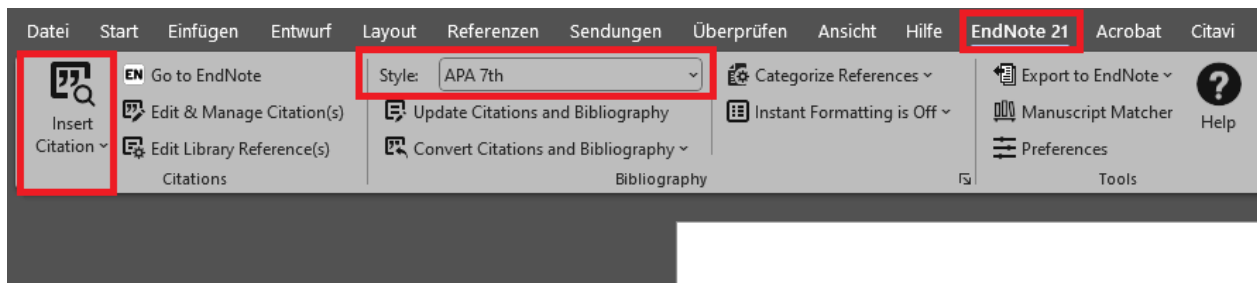 Datei Start Einfügen Entwurf Layout Referenzen Sendungen Überprüfen Ansicht Hilfe EndNote 21 Acrobat Citavi
Insert
Citation
EN Go to EndNote
Edit & Manage Citation(s)
Edit Library Reference(s)
Citations
Style: APA 7th
Update Citations and Bibliography
Convert Citations and Bibliography
Categorize References
Instant Formatting is Off
Bibliography
Export to EndNote
Manuscript Matcher
Preferences
Help
Tools